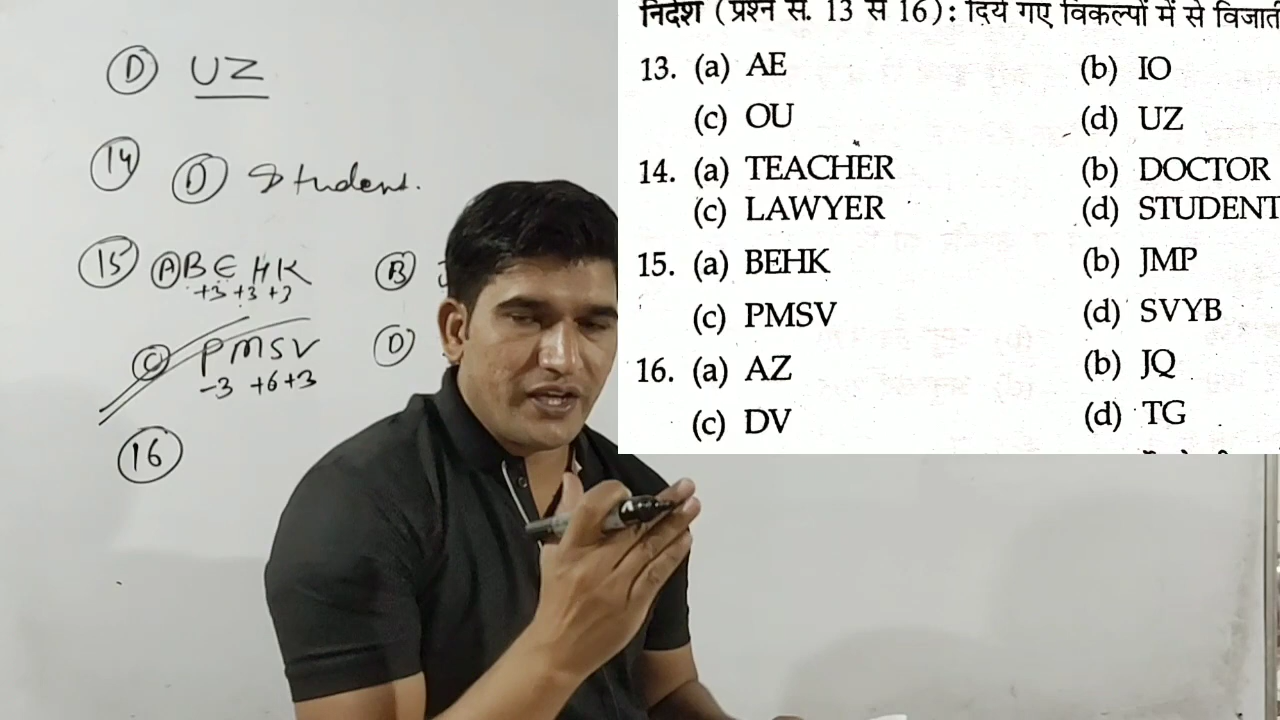 निर्देश (प्रश्न सं. 13 से 16): दिये गए विकल्पों में से
13. (a) AE (b) IO
(c) OU (d) UZ
14. (a) TEACHER (b) DOCTOR
(c) LAWYER (d) STUDENT
15. (a) BEHK (b) JMP
(c) PMSV (d) SVYB
16. (a) AZ (b) JQ
(c) DV (d) TG
D UZ
14 D Student.
15 A BEHK B
+3 +3 +3
C PMSV D
-3 +6 +3
16